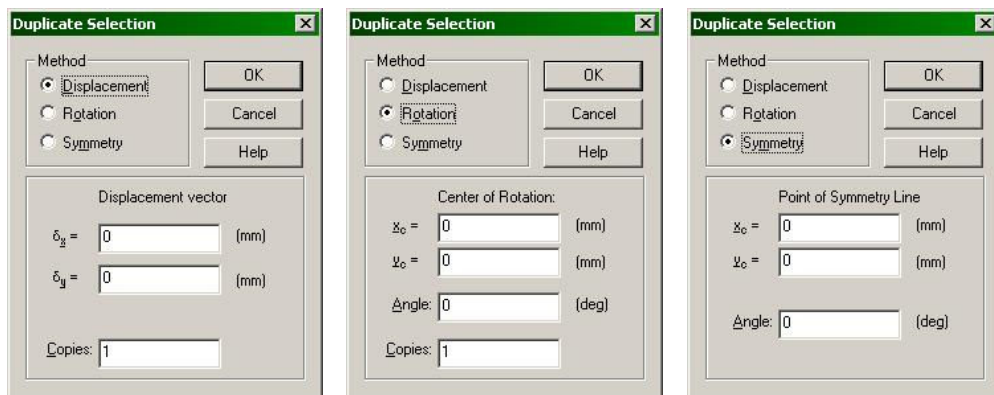 Duplicate Selection
Method
Displacement
Rotation
Symmetry
OK
Cancel
Help
Displacement vector
δx = 0 (mm)
δy = 0 (mm)
Copies: 1
Duplicate Selection
Method
Displacement
Rotation
Symmetry
OK
Cancel
Help
Center of Rotation:
xc = 0 (mm)
yc = 0 (mm)
Angle: 0 (deg)
Copies: 1
Duplicate Selection
Method
Displacement
Rotation
Symmetry
OK
Cancel
Help
Point of Symmetry Line
xc = 0 (mm)
yc = 0 (mm)
Angle: 0 (deg)